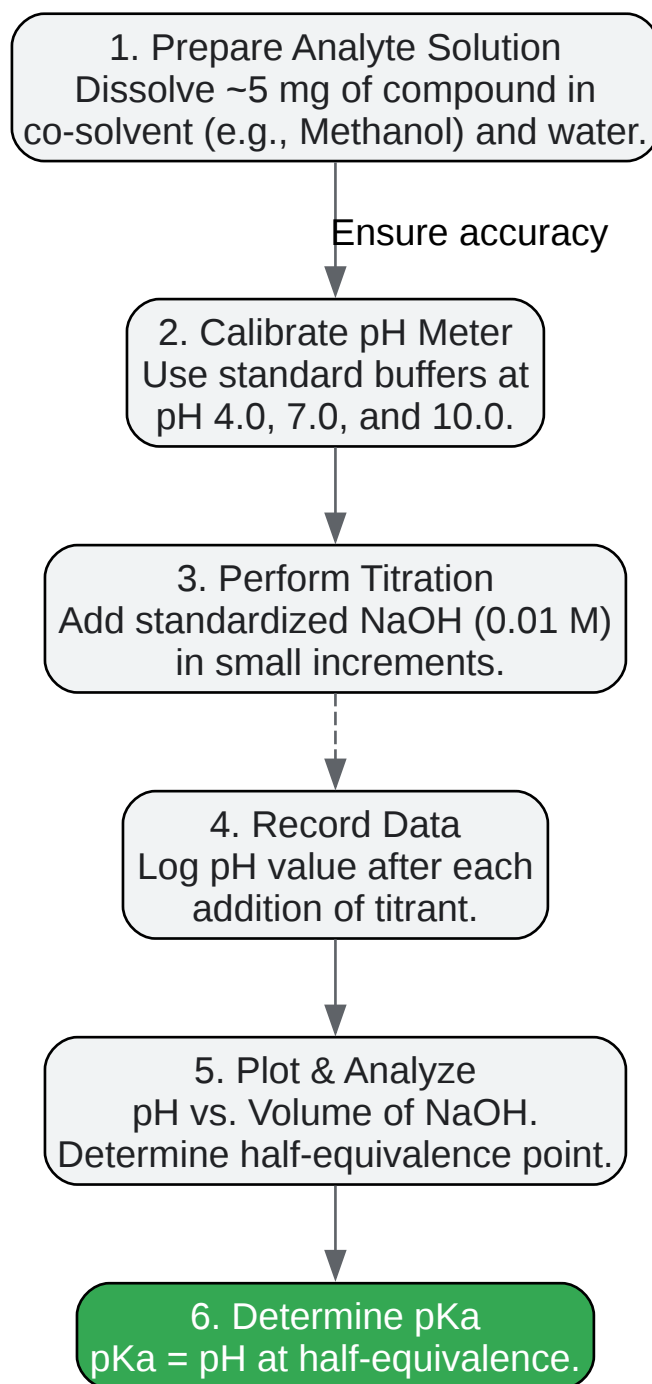 1. Prepare Analyte Solution
Dissolve ~5 mg of compound in
co-solvent (e.g., Methanol) and water.
Ensure accuracy
2. Calibrate pH Meter
Use standard buffers at
pH 4.0, 7.0, and 10.0.
3. Perform Titration
Add standardized NaOH (0.01 M)
in small increments.
4. Record Data
Log pH value after each
addition of titrant.
5. Plot & Analyze
pH vs. Volume of NaOH.
Determine half-equivalence point.
6. Determine pKa
pKa = pH at half-equivalence.